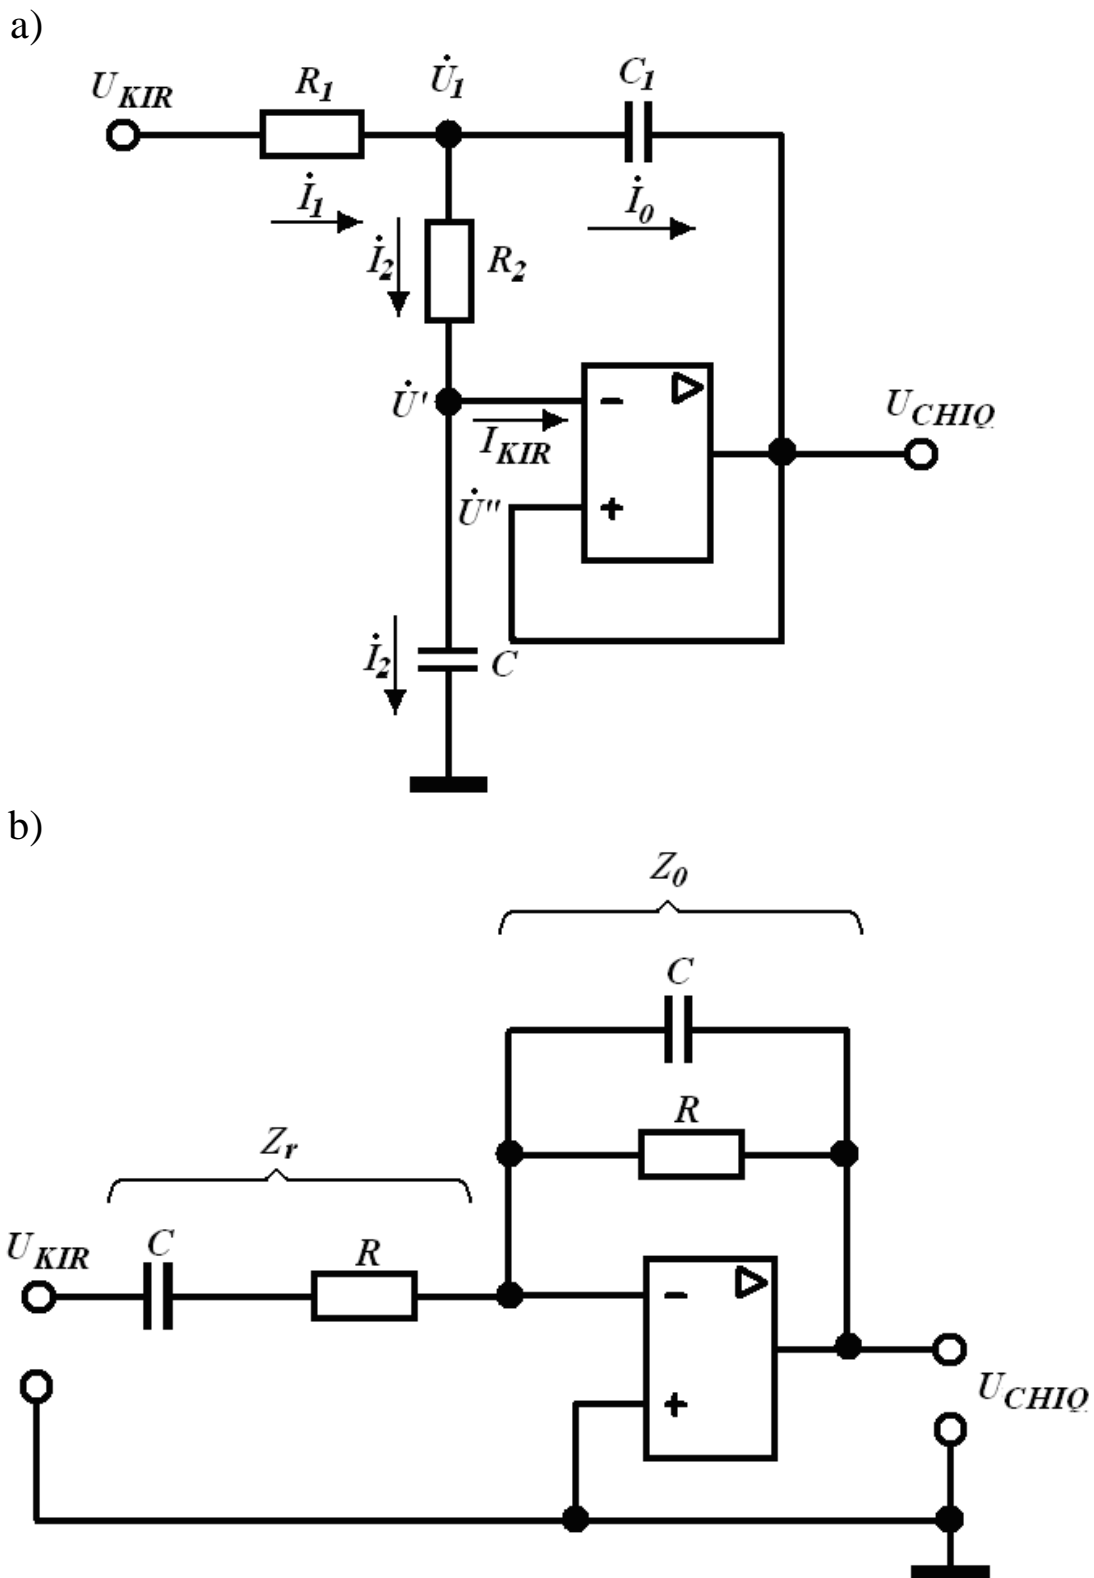 a)
U_KIR
R₁
U̇₁
C₁
İ₁
İ₀
İ₂
R₂
U̇'
−
I_KIR
U_CHIQ
U̇''
+
İ₂
C
b)
Z₀
C
R
Z_r
U_KIR
C
R
−
+
U_CHIQ